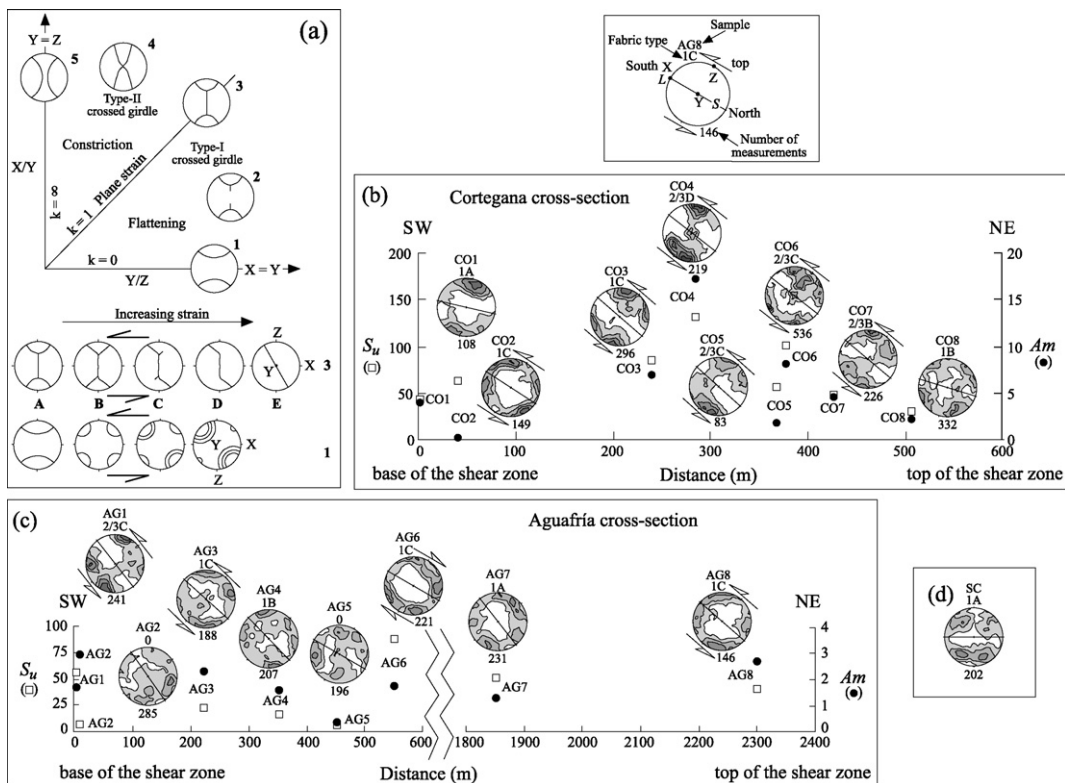 (a)
Y = Z
5
4
Type-II
crossed girdle
3
Constriction
X/Y
k = ∞
k = 1 Plane strain
Type-I
crossed girdle
2
Flattening
1
k = 0
Y/Z
X = Y
Increasing strain
Z
X
Y
3
A B C D E
Y
X
Z
1
Sample
Fabric type
AG8
1C
top
South X
L
Z
Y
S
North
146
Number of
measurements
(b)
Cortegana cross-section
SW
NE
200
150
100
50
0
Su
(□)
20
15
10
5
0
Am
(●)
CO1
1A
108
CO1
CO2
1C
149
CO2
CO3
1C
296
CO3
CO4
2/3D
219
CO4
CO5
2/3C
83
CO5
CO6
2/3C
536
CO6
CO7
2/3B
226
CO7
CO8
1B
332
CO8
0 100 200 300 400 500 600
base of the shear zone
Distance (m)
top of the shear zone
(c)
Aguafría cross-section
SW
NE
100
75
50
25
0
Su
(□)
4
3
2
1
0
Am
(●)
AG1
2/3C
241
AG2
AG1
AG2
AG2
0
285
AG3
1C
188
AG3
AG4
1B
207
AG4
AG5
0
196
AG5
AG6
1C
221
AG6
AG7
1A
231
AG7
AG8
1C
146
AG8
0 100 200 300 400 500 600 1800 1900 2000 2100 2200 2300 2400
base of the shear zone
Distance (m)
top of the shear zone
(d)
SC
1A
202